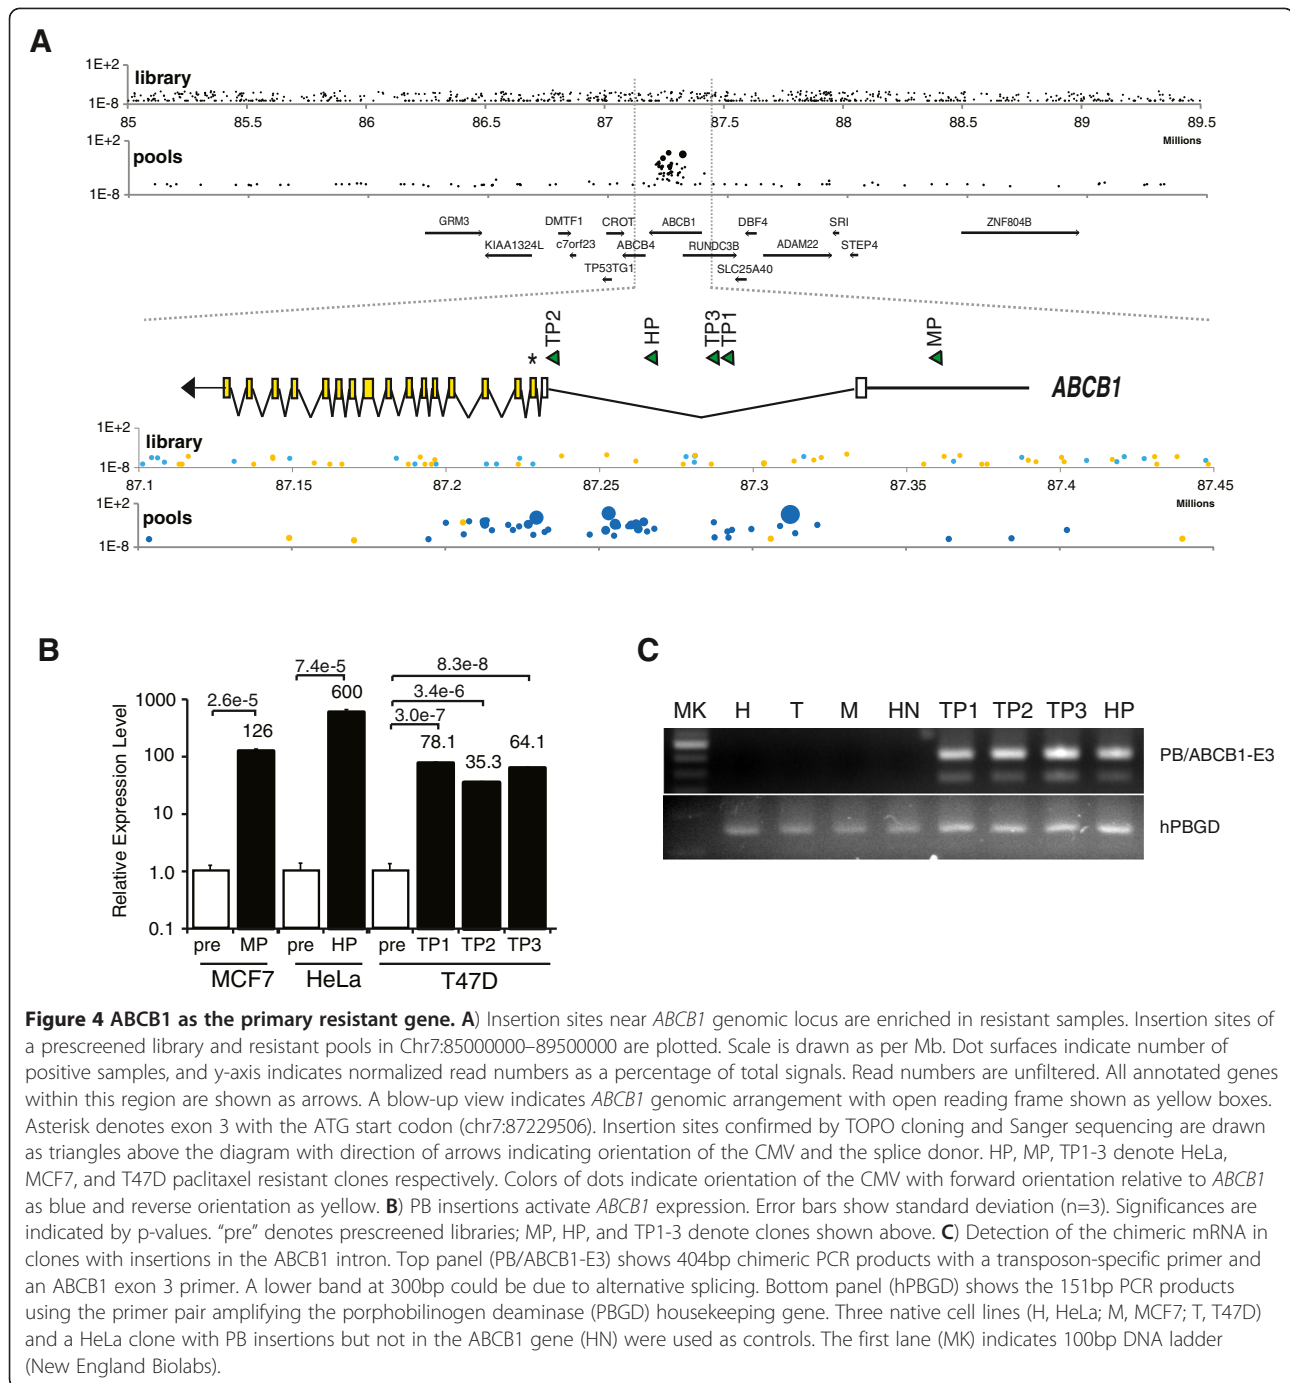 A
1E+2
library
1E-8
85 85.5 86 86.5 87 87.5 88 88.5 89 89.5
Millions
1E+2
pools
1E-8
GRM3 DMTF1 CROT ABCB1 DBF4 SRI ZNF804B
KIAA1324L c7orf23 ABCB4 RUNDC3B ADAM22 STEP4
TP53TG1 SLC25A40
TP2 HP TP3 TP1 MP
*
ABCB1
1E+2
library
1E-8
87.1 87.15 87.2 87.25 87.3 87.35 87.4 87.45
Millions
1E+2
pools
1E-8
B
Relative Expression Level
1000
100
10
1.0
0.1
2.6e-5
126
7.4e-5
600
8.3e-8
3.4e-6
3.0e-7
78.1
35.3
64.1
pre MP pre HP pre TP1 TP2 TP3
MCF7 HeLa T47D
C
MK H T M HN TP1 TP2 TP3 HP
PB/ABCB1-E3
hPBGD
Figure 4 ABCB1 as the primary resistant gene. A) Insertion sites near ABCB1 genomic locus are enriched in resistant samples. Insertion sites of
a prescreened library and resistant pools in Chr7:85000000–89500000 are plotted. Scale is drawn as per Mb. Dot surfaces indicate number of
positive samples, and y-axis indicates normalized read numbers as a percentage of total signals. Read numbers are unfiltered. All annotated genes
within this region are shown as arrows. A blow-up view indicates ABCB1 genomic arrangement with open reading frame shown as yellow boxes.
Asterisk denotes exon 3 with the ATG start codon (chr7:87229506). Insertion sites confirmed by TOPO cloning and Sanger sequencing are drawn
as triangles above the diagram with direction of arrows indicating orientation of the CMV and the splice donor. HP, MP, TP1-3 denote HeLa,
MCF7, and T47D paclitaxel resistant clones respectively. Colors of dots indicate orientation of the CMV with forward orientation relative to ABCB1
as blue and reverse orientation as yellow. B) PB insertions activate ABCB1 expression. Error bars show standard deviation (n=3). Significances are
indicated by p-values. “pre” denotes prescreened libraries; MP, HP, and TP1-3 denote clones shown above. C) Detection of the chimeric mRNA in
clones with insertions in the ABCB1 intron. Top panel (PB/ABCB1-E3) shows 404bp chimeric PCR products with a transposon-specific primer and
an ABCB1 exon 3 primer. A lower band at 300bp could be due to alternative splicing. Bottom panel (hPBGD) shows the 151bp PCR products
using the primer pair amplifying the porphobilinogen deaminase (PBGD) housekeeping gene. Three native cell lines (H, HeLa; M, MCF7; T, T47D)
and a HeLa clone with PB insertions but not in the ABCB1 gene (HN) were used as controls. The first lane (MK) indicates 100bp DNA ladder
(New England Biolabs).